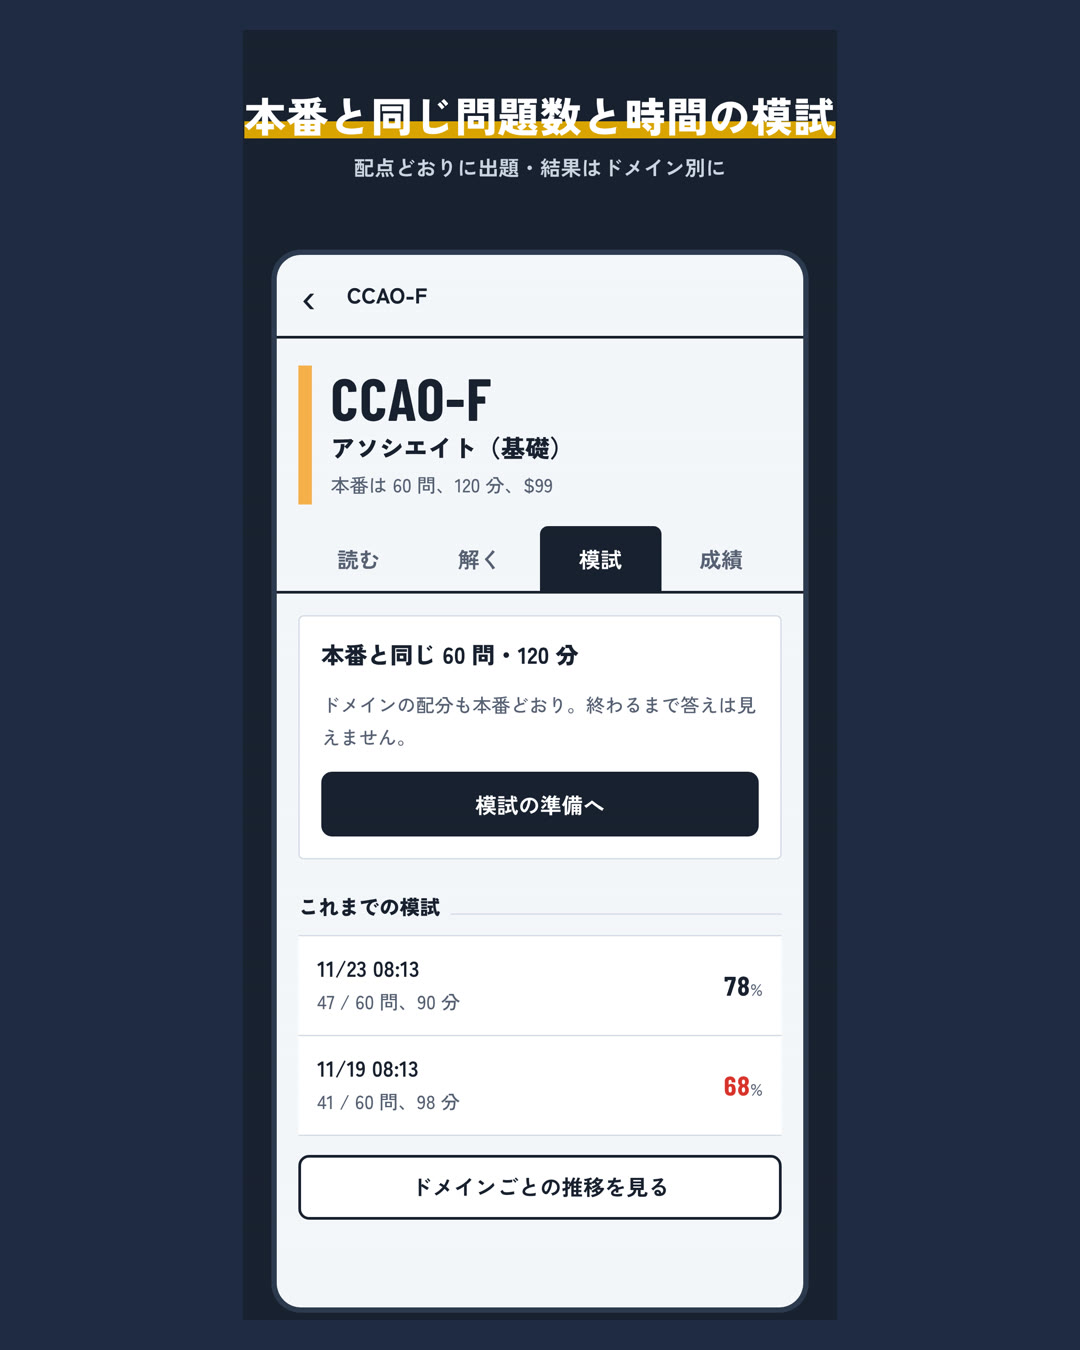 本番と同じ問題数と時間の模試
配点どおりに出題・結果はドメイン別に
CCAO-F
CCAO-F
アソシエイト（基礎）
本番は 60 問、120 分、$99
読む 解く 模試 成績
本番と同じ 60 問・120 分
ドメインの配分も本番どおり。終わるまで答えは見
えません。
模試の準備へ
これまでの模試
11/23 08:13
47 / 60 問、90 分
78%
11/19 08:13
41 / 60 問、98 分
68%
ドメインごとの推移を見る